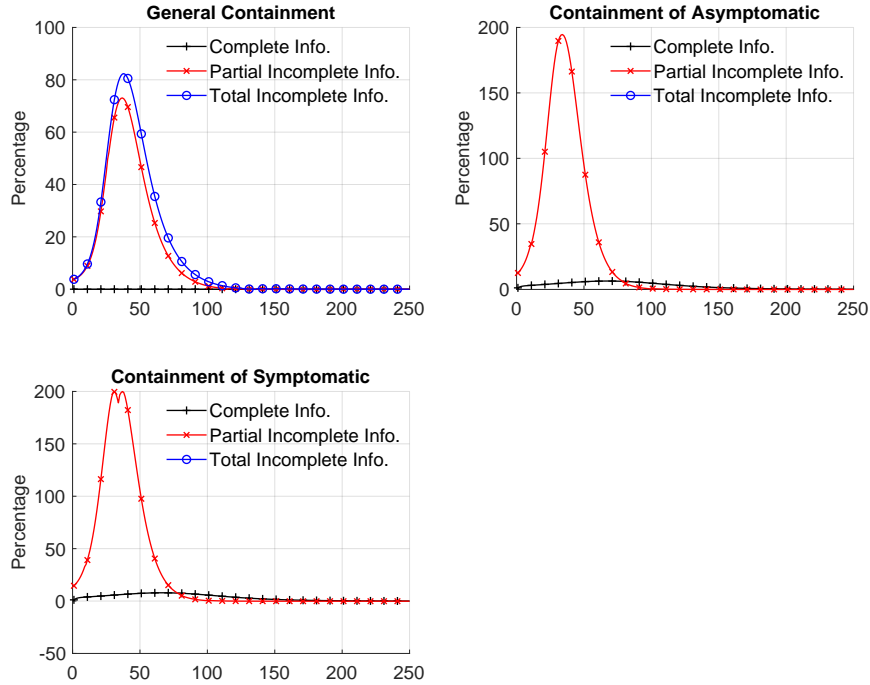 General Containment
100
80
60
40
20
0
Percentage
Complete Info.
Partial Incomplete Info.
Total Incomplete Info.
0 50 100 150 200 250
Containment of Asymptomatic
200
150
100
50
0
Percentage
Complete Info.
Partial Incomplete Info.
Total Incomplete Info.
0 50 100 150 200 250
Containment of Symptomatic
200
150
100
50
0
-50
Percentage
Complete Info.
Partial Incomplete Info.
Total Incomplete Info.
0 50 100 150 200 250